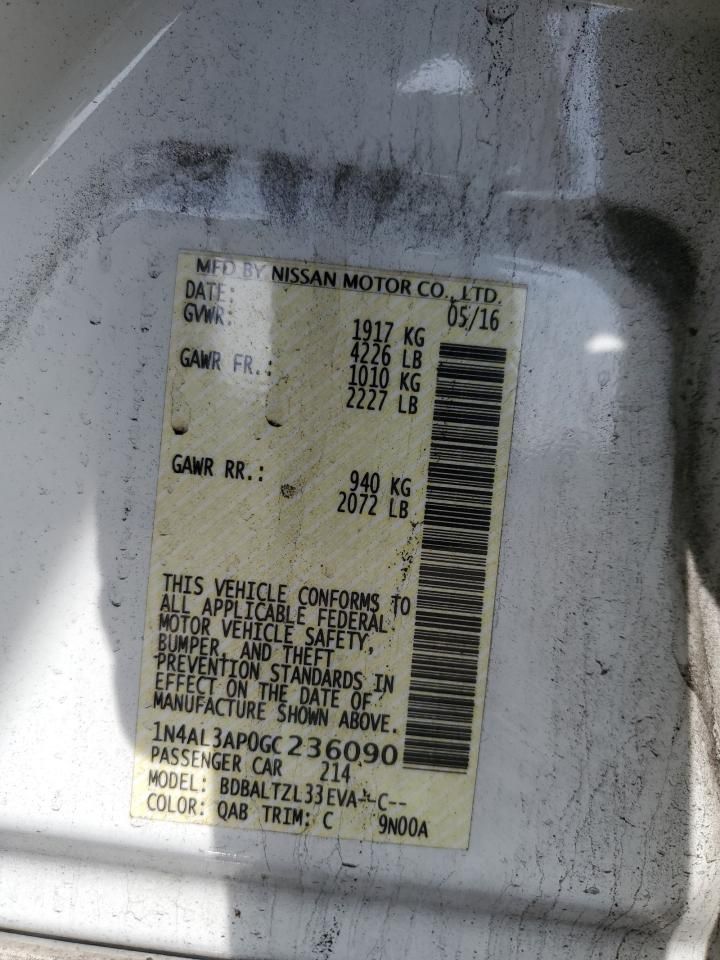 MFD BY NISSAN MOTOR CO., LTD.
DATE: 05/16
GVWR: 1917 KG
4226 LB
GAWR FR.: 1010 KG
2227 LB
GAWR RR.: 940 KG
2072 LB
THIS VEHICLE CONFORMS TO
ALL APPLICABLE FEDERAL
MOTOR VEHICLE SAFETY,
BUMPER, AND THEFT
PREVENTION STANDARDS IN
EFFECT ON THE DATE OF
MANUFACTURE SHOWN ABOVE.
1N4AL3AP0GC236090
PASSENGER CAR 214
MODEL: BDBALTZL33EVA--C--
COLOR: QAB TRIM: C 9N00A